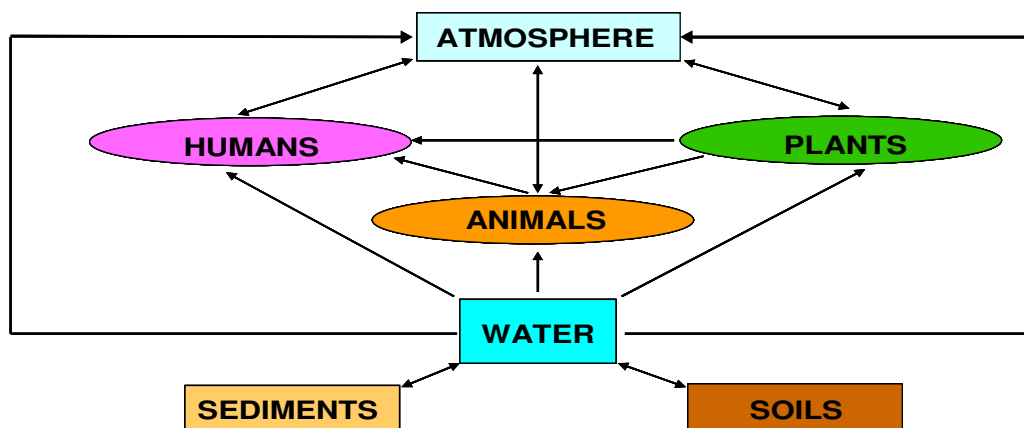 ATMOSPHERE
HUMANS
PLANTS
ANIMALS
WATER
SEDIMENTS
SOILS